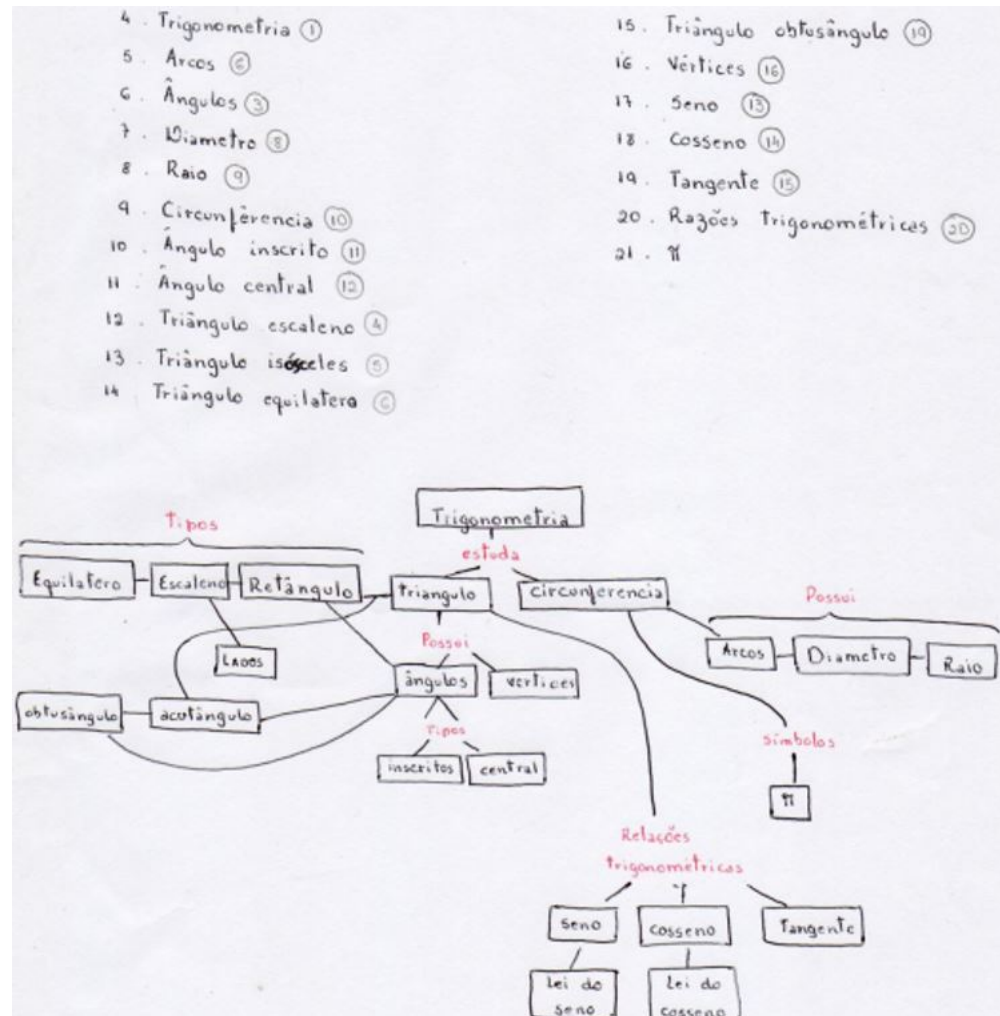 4. Trigonometria ①
5. Arcos ⑥
6. Ângulos ③
7. Diametro ⑧
8. Raio ⑨
9. Circunferência ⑩
10. Ângulo inscrito ⑪
11. Ângulo central ⑫
12. Triângulo escaleno ④
13. Triângulo isósceles ⑤
14 Triângulo equilatero ⑥
15. Triângulo obtusângulo ⑲
16. Vértices ⑯
17. Seno ⑬
18. Cosseno ⑭
19. Tangente ⑮
20. Razões Trigonométricas ⑳
21. π
Trigonometria
estuda
Tipos
Equilatero
Escaleno
Retângulo
triangulo
circunferencia
Possui
Arcos
Diametro
Raio
Lados
Possui
ângulos
vertices
obtusângulo
acutângulo
Tipos
inscritos
central
símbolos
π
Relações
trigonométricas
seno
cosseno
Tangente
Lei do
seno
Lei do
cosseno